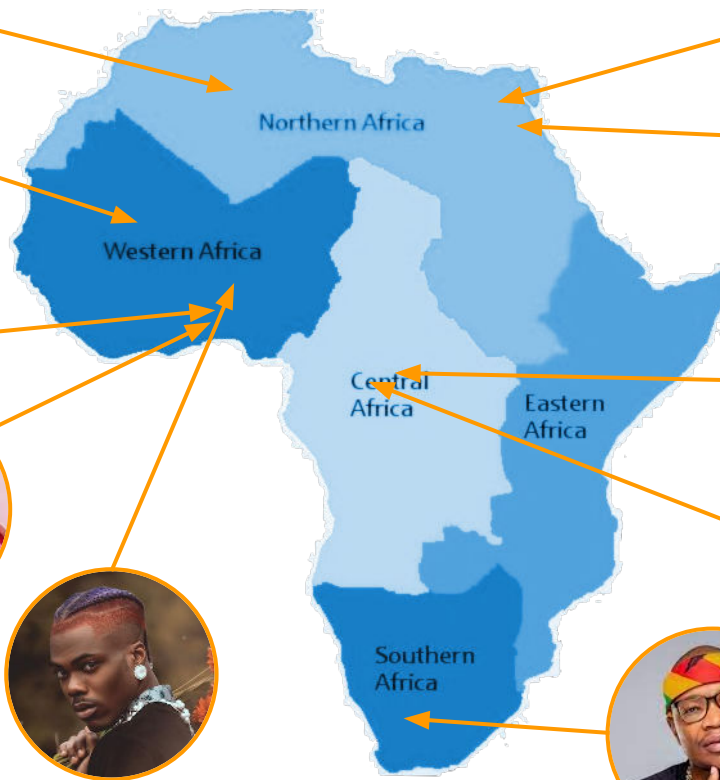 Northern Africa
Western Africa
Central
Africa
Eastern
Africa
Southern
Africa